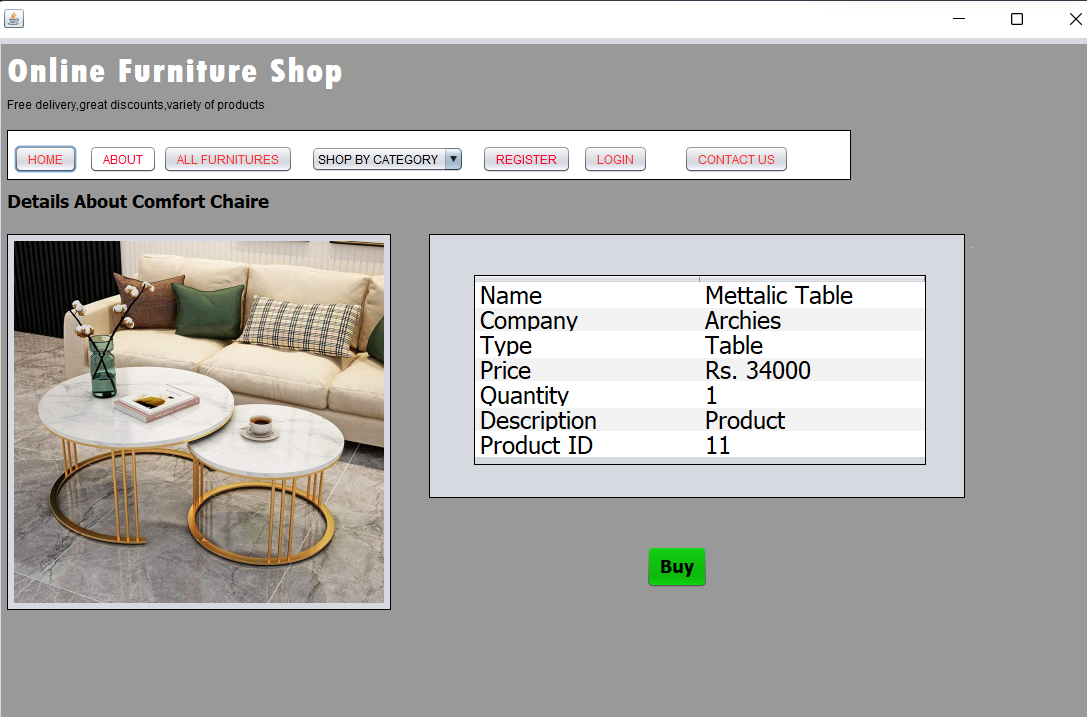 Online Furniture Shop
Free delivery,great discounts,variety of products
HOME ABOUT ALL FURNITURES SHOP BY CATEGORY REGISTER LOGIN CONTACT US
Details About Comfort Chaire
Name Mettalic Table
Company Archies
Type Table
Price Rs. 34000
Quantity 1
Description Product
Product ID 11
Buy